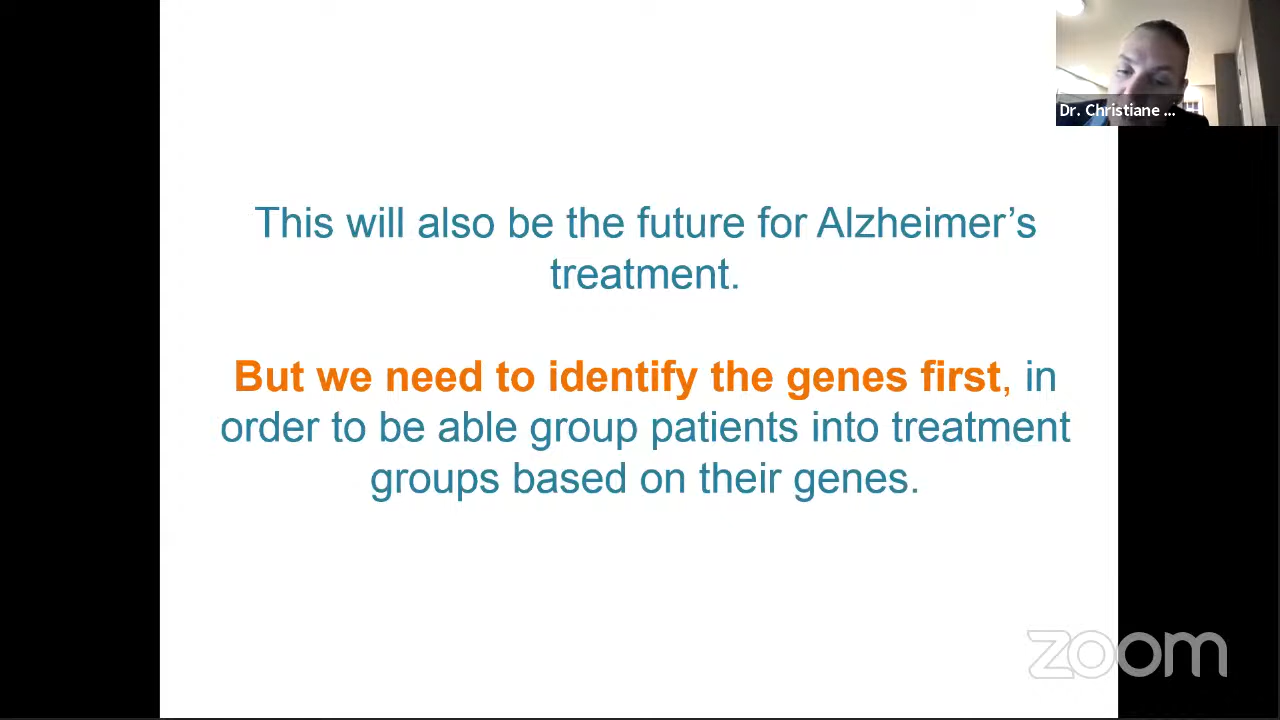 Dr. Christiane ...
This will also be the future for Alzheimer’s
treatment.
But we need to identify the genes first, in
order to be able group patients into treatment
groups based on their genes.
zoom